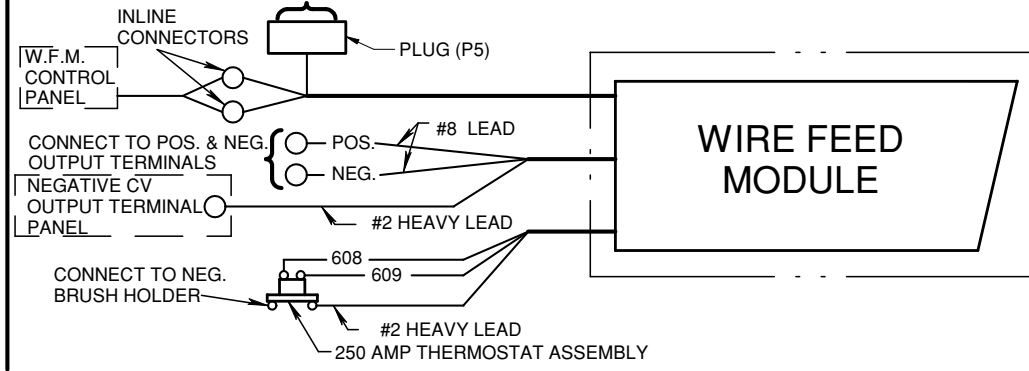 INLINE
CONNECTORS
PLUG (P5)
W.F.M.
CONTROL
PANEL
#8 LEAD
CONNECT TO POS. & NEG.
OUTPUT TERMINALS
POS.
NEG.
NEGATIVE CV
OUTPUT TERMINAL
PANEL
#2 HEAVY LEAD
WIRE FEED
MODULE
608
609
CONNECT TO NEG.
BRUSH HOLDER
#2 HEAVY LEAD
250 AMP THERMOSTAT ASSEMBLY